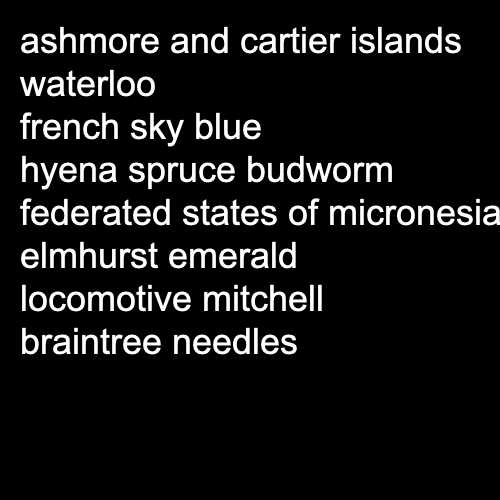 ashmore and cartier islands
waterloo
french sky blue
hyena spruce budworm
federated states of micronesia
elmhurst emerald
locomotive mitchell
braintree needles